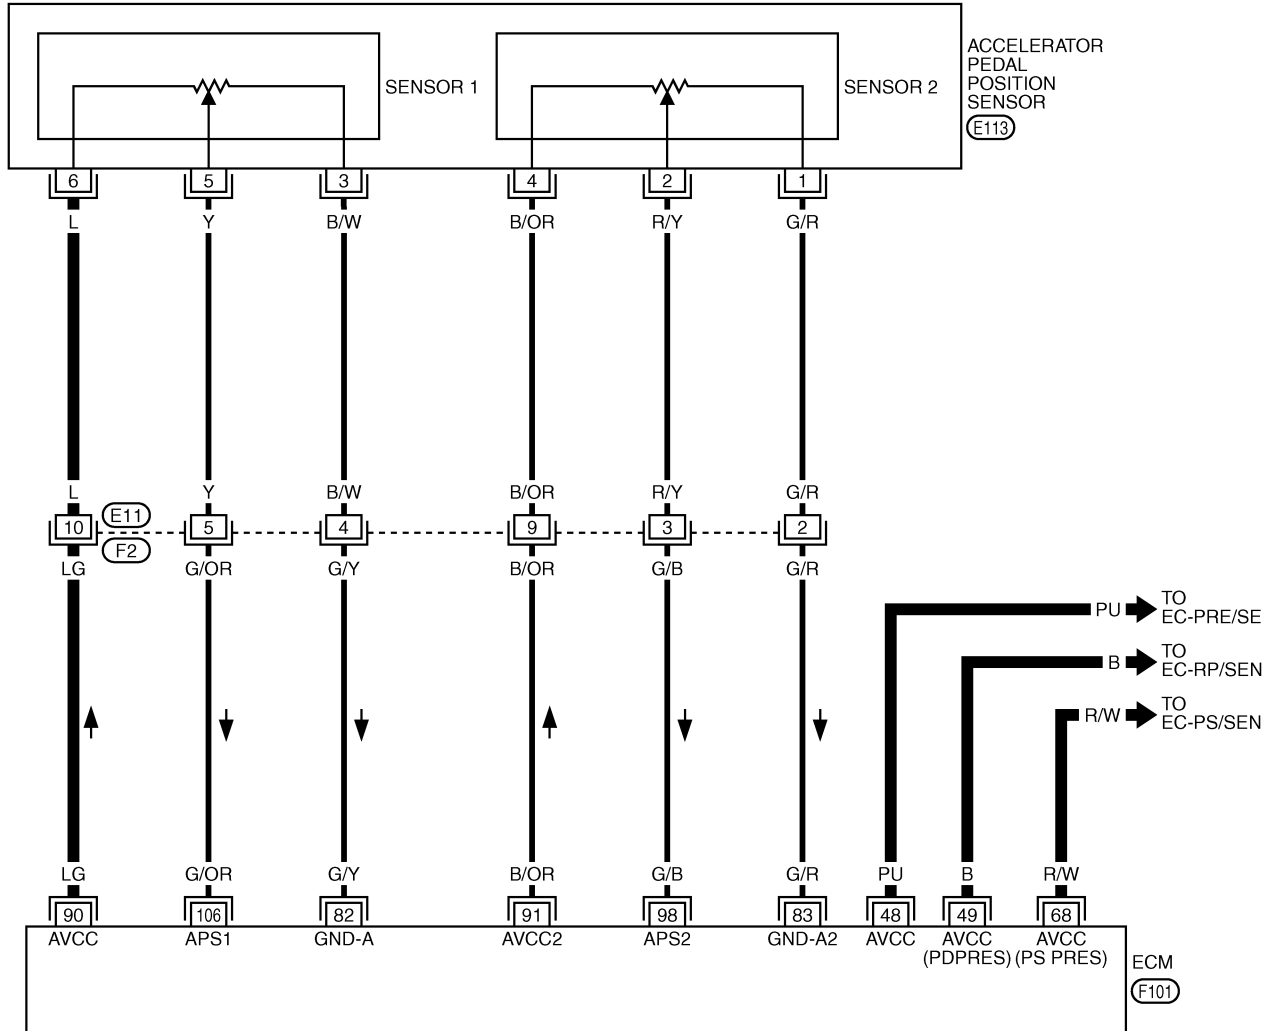 ACCELERATOR
PEDAL
POSITION
SENSOR
E113
SENSOR 1
SENSOR 2
6 5 3 4 2 1
L Y B/W B/OR R/Y G/R
L Y B/W B/OR R/Y G/R
E11
10 5 4 9 3 2
F2
LG G/OR G/Y B/OR G/B G/R
PU TO
EC-PRE/SE
B TO
EC-RP/SEN
R/W TO
EC-PS/SEN
LG G/OR G/Y B/OR G/B G/R PU B R/W
90 106 82 91 98 83 48 49 68
AVCC APS1 GND-A AVCC2 APS2 GND-A2 AVCC AVCC AVCC
(PDPRES) (PS PRES)
ECM
F101